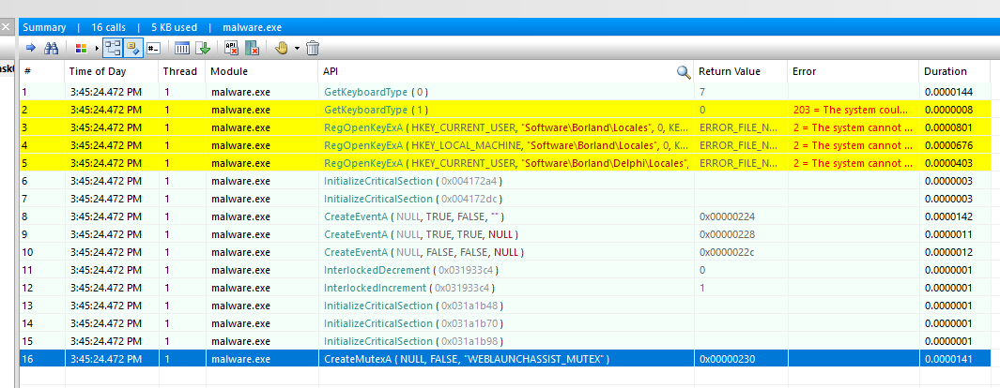 Summary | 16 calls | 5 KB used | malware.exe
# Time of Day Thread Module API Return Value Error Duration
1 3:45:24.472 PM 1 malware.exe GetKeyboardType ( 0 ) 7 0.0000144
2 3:45:24.472 PM 1 malware.exe GetKeyboardType ( 1 ) 0 203 = The system coul... 0.0000008
3 3:45:24.472 PM 1 malware.exe RegOpenKeyExA ( HKEY_CURRENT_USER, "Software\Borland\Locales", 0, KE... ERROR_FILE_N... 2 = The system cannot ... 0.0000801
4 3:45:24.472 PM 1 malware.exe RegOpenKeyExA ( HKEY_LOCAL_MACHINE, "Software\Borland\Locales", 0, K... ERROR_FILE_N... 2 = The system cannot ... 0.0000676
5 3:45:24.472 PM 1 malware.exe RegOpenKeyExA ( HKEY_CURRENT_USER, "Software\Borland\Delphi\Locales", ERROR_FILE_N... 2 = The system cannot ... 0.0000403
6 3:45:24.472 PM 1 malware.exe InitializeCriticalSection ( 0x004172a4 ) 0.0000003
7 3:45:24.472 PM 1 malware.exe InitializeCriticalSection ( 0x004172dc ) 0.0000003
8 3:45:24.472 PM 1 malware.exe CreateEventA ( NULL, TRUE, FALSE, "" ) 0x00000224 0.0000142
9 3:45:24.472 PM 1 malware.exe CreateEventA ( NULL, TRUE, TRUE, NULL ) 0x00000228 0.0000011
10 3:45:24.472 PM 1 malware.exe CreateEventA ( NULL, FALSE, FALSE, NULL ) 0x0000022c 0.0000012
11 3:45:24.472 PM 1 malware.exe InterlockedDecrement ( 0x031933c4 ) 0 0.0000001
12 3:45:24.472 PM 1 malware.exe InterlockedIncrement ( 0x031933c4 ) 1 0.0000001
13 3:45:24.472 PM 1 malware.exe InitializeCriticalSection ( 0x031a1b48 ) 0.0000001
14 3:45:24.472 PM 1 malware.exe InitializeCriticalSection ( 0x031a1b70 ) 0.0000001
15 3:45:24.472 PM 1 malware.exe InitializeCriticalSection ( 0x031a1b98 ) 0.0000001
16 3:45:24.472 PM 1 malware.exe CreateMutexA ( NULL, FALSE, "WEBLAUNCHASSIST_MUTEX" ) 0x00000230 0.0000141